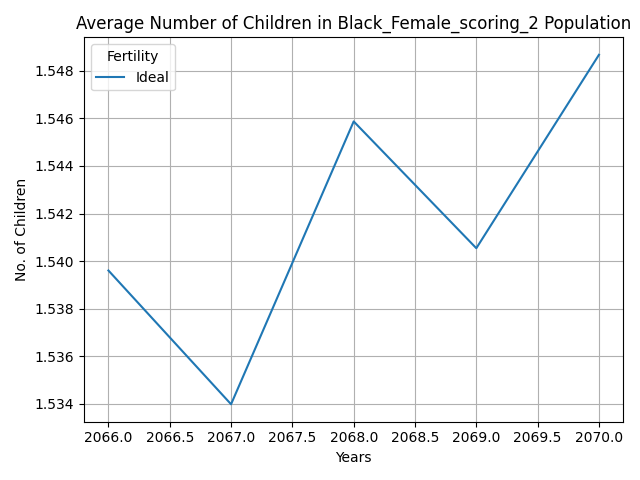 Average Number of Children in Black_Female_scoring_2 Population
Fertility
Ideal
1.548
1.546
1.544
1.542
1.540
1.538
1.536
1.534
No. of Children
2066.0 2066.5 2067.0 2067.5 2068.0 2068.5 2069.0 2069.5 2070.0
Years